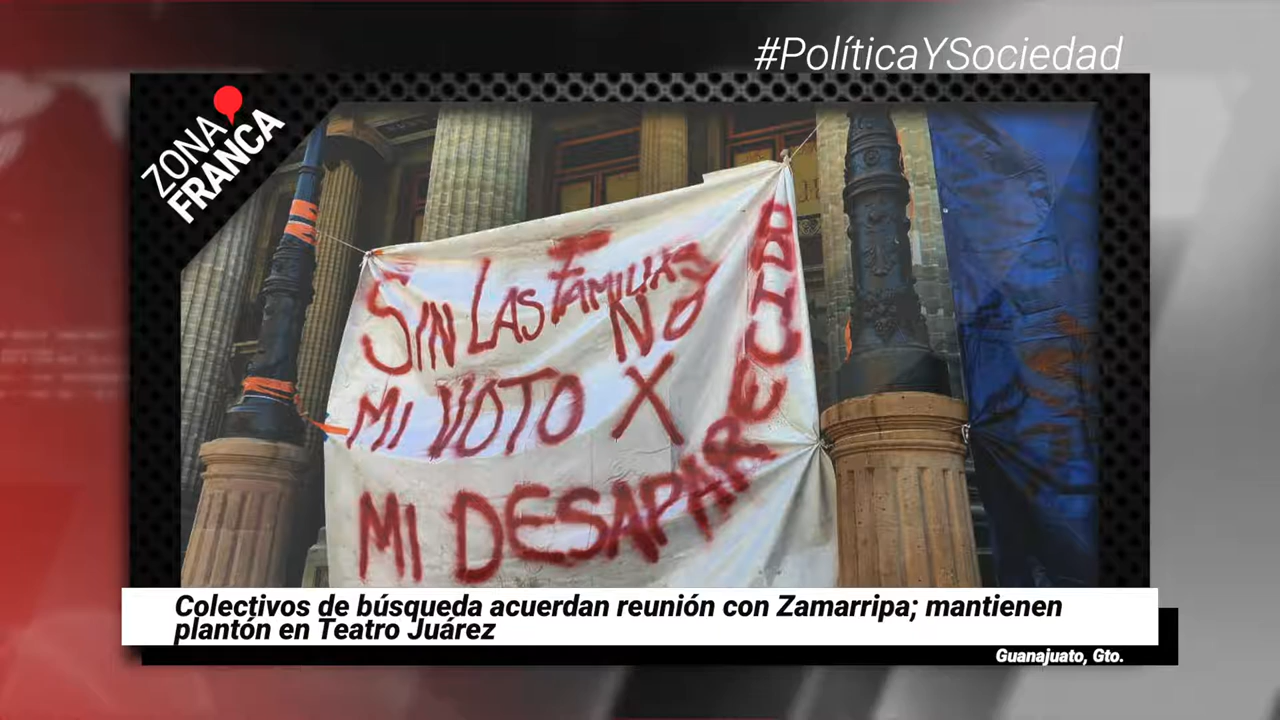 #PolíticaYSociedad
ZONA
FRANCA
SIN LAS FAMILIAS
NO
MI VOTO X
MI DESAPARECIDO
Colectivos de búsqueda acuerdan reunión con Zamarripa; mantienen
plantón en Teatro Juárez
Guanajuato, Gto.